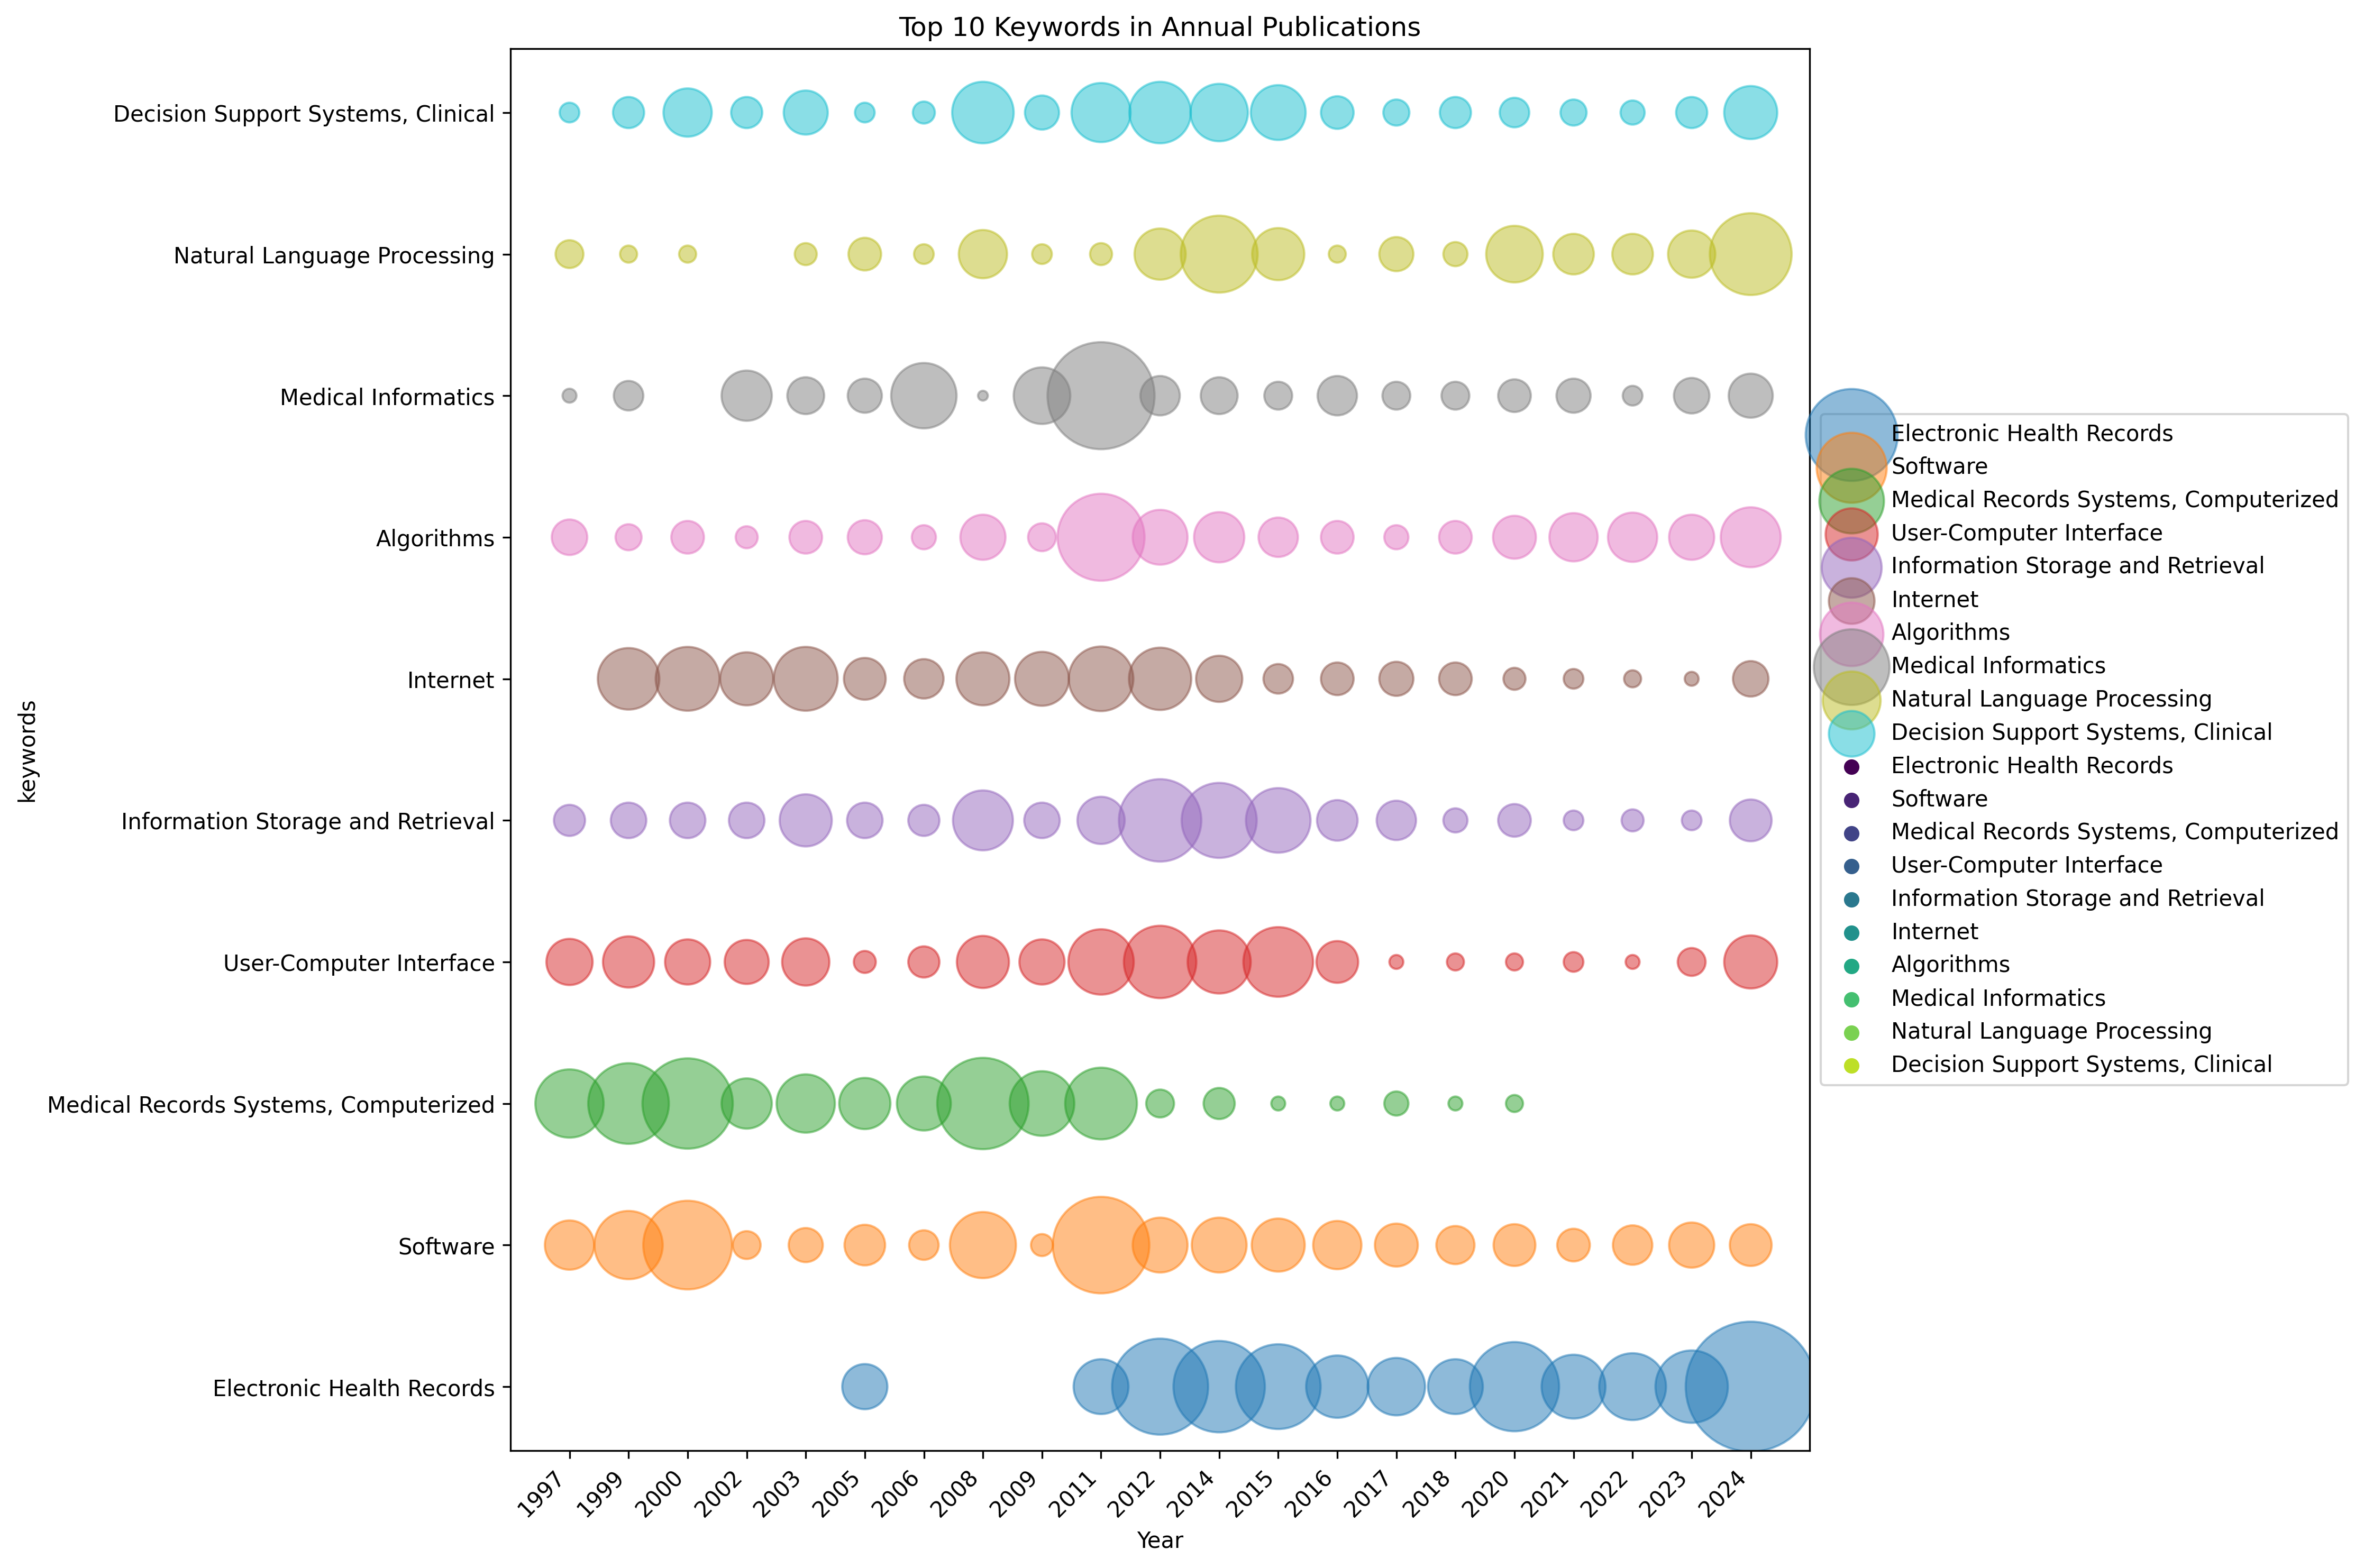 Top 10 Keywords in Annual Publications
keywords
Decision Support Systems, Clinical
Natural Language Processing
Medical Informatics
Algorithms
Internet
Information Storage and Retrieval
User-Computer Interface
Medical Records Systems, Computerized
Software
Electronic Health Records
1997
1999
2000
2002
2003
2005
2006
2008
2009
2011
2012
2014
2015
2016
2017
2018
2020
2021
2022
2023
2024
Year
Electronic Health Records
Software
Medical Records Systems, Computerized
User-Computer Interface
Information Storage and Retrieval
Internet
Algorithms
Medical Informatics
Natural Language Processing
Decision Support Systems, Clinical
Electronic Health Records
Software
Medical Records Systems, Computerized
User-Computer Interface
Information Storage and Retrieval
Internet
Algorithms
Medical Informatics
Natural Language Processing
Decision Support Systems, Clinical